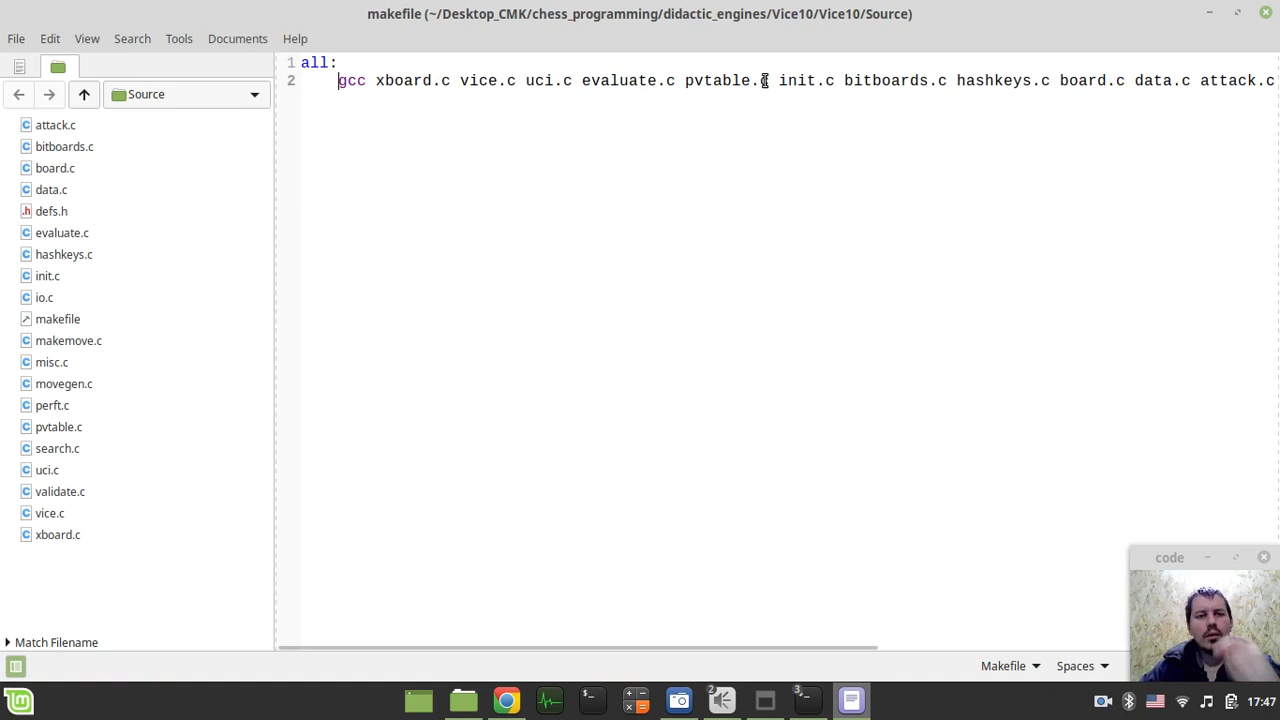 makefile (~/Desktop_CMK/chess_programming/didactic_engines/Vice10/Vice10/Source)
File Edit View Search Tools Documents Help
Source
attack.c
bitboards.c
board.c
data.c
defs.h
evaluate.c
hashkeys.c
init.c
io.c
makefile
makemove.c
misc.c
movegen.c
perft.c
pvtable.c
search.c
uci.c
validate.c
vice.c
xboard.c
Match Filename
1 all:
2 gcc xboard.c vice.c uci.c evaluate.c pvtable.c init.c bitboards.c hashkeys.c board.c data.c attack.c
code
Makefile Spaces
2
3
17:47